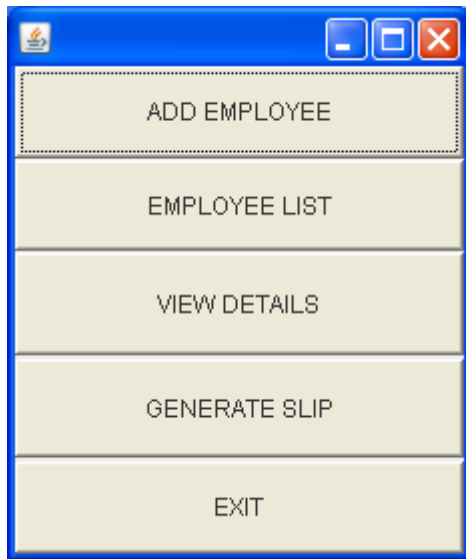 ADD EMPLOYEE
EMPLOYEE LIST
VIEW DETAILS
GENERATE SLIP
EXIT